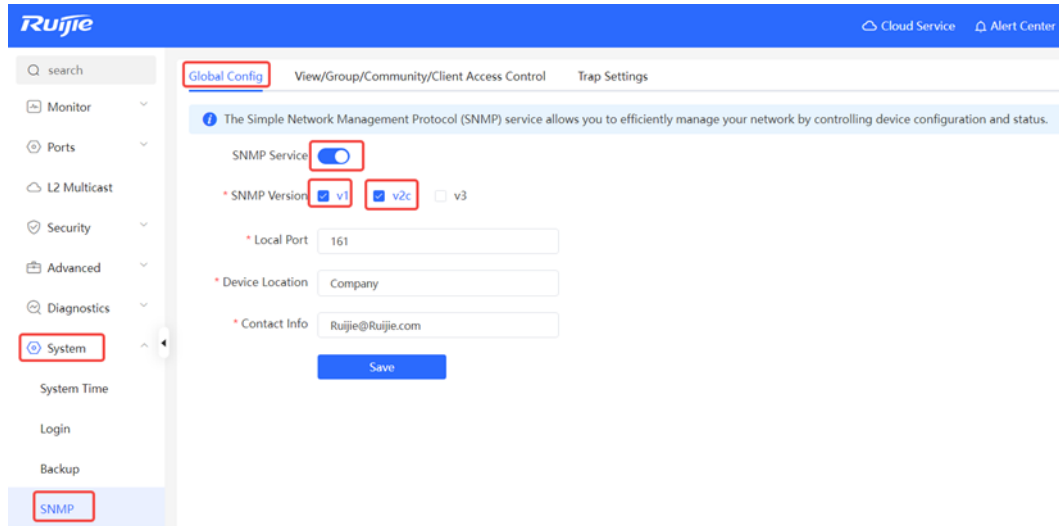 Ruijie
Cloud Service
Alert Center
search
Monitor
Ports
L2 Multicast
Security
Advanced
Diagnostics
System
System Time
Login
Backup
SNMP
Global Config
View/Group/Community/Client Access Control
Trap Settings
The Simple Network Management Protocol (SNMP) service allows you to efficiently manage your network by controlling device configuration and status.
SNMP Service
* SNMP Version v1 v2c v3
* Local Port 161
* Device Location Company
* Contact Info Ruijie@Ruijie.com
Save